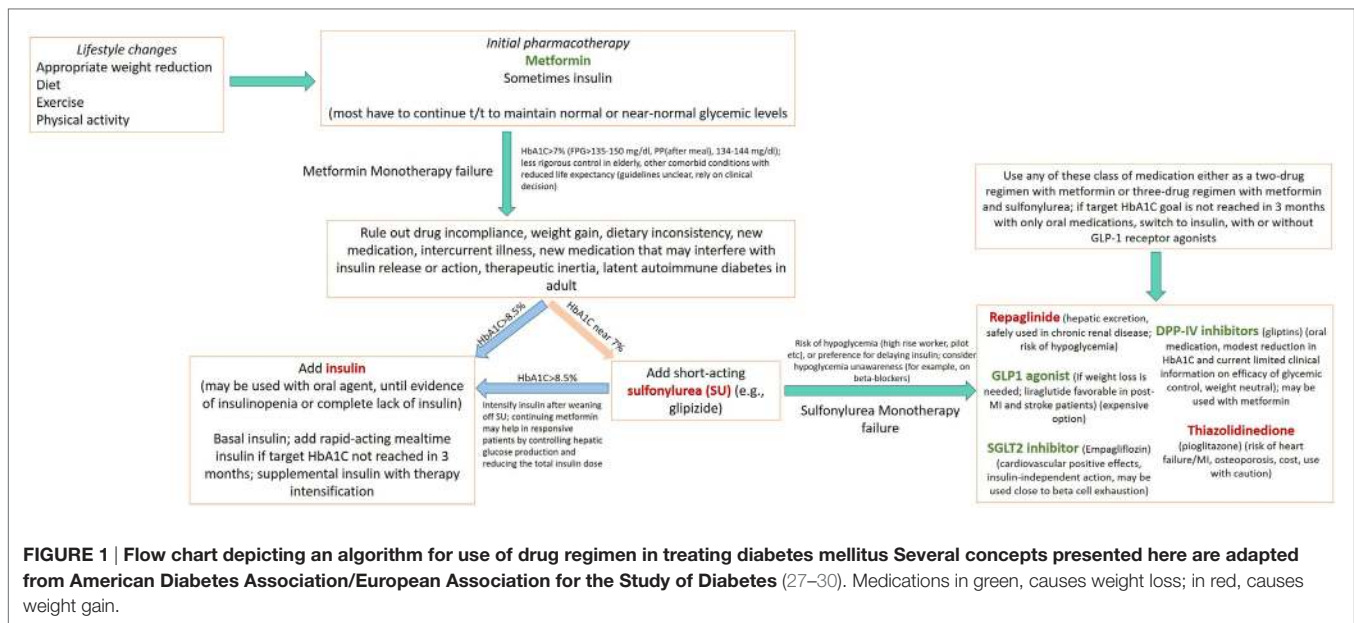 Lifestyle changes
Appropriate weight reduction
Diet
Exercise
Physical activity
Initial pharmacotherapy
Metformin
Sometimes insulin
(most have to continue t/t to maintain normal or near-normal glycemic levels
Metformin Monotherapy failure
HbA1C>7% (FPG>135-150 mg/dl, PP(after meal), 134-144 mg/dl);
less rigorous control in elderly, other comorbid conditions with
reduced life expectancy (guidelines unclear, rely on clinical
decision)
Rule out drug incompliance, weight gain, dietary inconsistency, new
medication, intercurrent illness, new medication that may interfere with
insulin release or action, therapeutic inertia, latent autoimmune diabetes in
adult
HbA1C>8.5%
HbA1C near 7%
Add insulin
(may be used with oral agent, until evidence
of insulinopenia or complete lack of insulin)
Basal insulin; add rapid-acting mealtime
insulin if target HbA1C not reached in 3
months; supplemental insulin with therapy
intensification
HbA1C>8.5%
Intensify insulin after weaning
off SU; continuing metformin
may help in responsive
patients by controlling hepatic
glucose production and
reducing the total insulin dose
Add short-acting
sulfonylurea (SU) (e.g.,
glipizide)
Risk of hypoglycemia (high rise worker, pilot
etc), or preference for delaying insulin; consider
hypoglycemia unawareness (for example, on
beta-blockers)
Sulfonylurea Monotherapy
failure
Use any of these class of medication either as a two-drug
regimen with metformin or three-drug regimen with metformin
and sulfonylurea; if target HbA1C goal is not reached in 3 months
with only oral medications, switch to insulin, with or without
GLP-1 receptor agonists
Repaglinide (hepatic excretion,
safely used in chronic renal disease;
risk of hypoglycemia)
GLP1 agonist (If weight loss is
needed; liraglutide favorable in post-
MI and stroke patients) (expensive
option)
SGLT2 inhibitor (Empagliflozin)
(cardiovascular positive effects,
insulin-independent action, may be
used close to beta cell exhaustion)
DPP-IV inhibitors (gliptins) (oral
medication, modest reduction in
HbA1C and current limited clinical
information on efficacy of glycemic
control, weight neutral); may be
used with metformin
Thiazolidinedione
(pioglitazone) (risk of heart
failure/MI, osteoporosis, cost, use
with caution)
FIGURE 1 | Flow chart depicting an algorithm for use of drug regimen in treating diabetes mellitus Several concepts presented here are adapted
from American Diabetes Association/European Association for the Study of Diabetes (27–30). Medications in green, causes weight loss; in red, causes
weight gain.